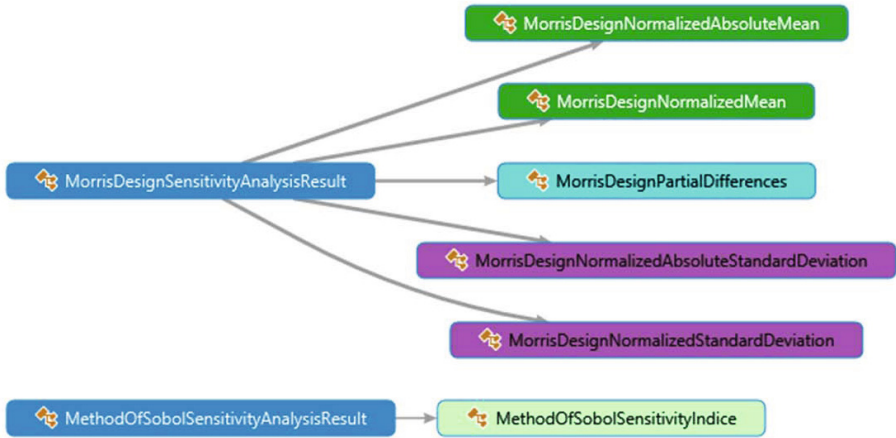 MorrisDesignNormalizedAbsoluteMean
MorrisDesignNormalizedMean
MorrisDesignSensitivityAnalysisResult
MorrisDesignPartialDifferences
MorrisDesignNormalizedAbsoluteStandardDeviation
MorrisDesignNormalizedStandardDeviation
MethodOfSobolSensitivityAnalysisResult
MethodOfSobolSensitivityIndice